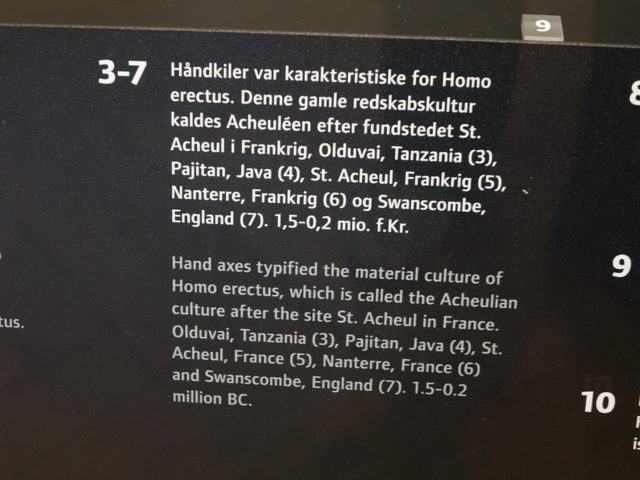 9
3-7
Håndkiler var karakteristiske for Homo
erectus. Denne gamle redskabskultur
kaldes Acheuléen efter fundstedet St.
Acheul i Frankrig, Olduvai, Tanzania (3),
Pajitan, Java (4), St. Acheul, Frankrig (5),
Nanterre, Frankrig (6) og Swanscombe,
England (7). 1,5-0,2 mio. f.Kr.
Hand axes typified the material culture of
Homo erectus, which is called the Acheulian
culture after the site St. Acheul in France.
Olduvai, Tanzania (3), Pajitan, Java (4), St.
Acheul, France (5), Nanterre, France (6)
and Swanscombe, England (7). 1.5-0.2
million BC.
tus.
8
9
10